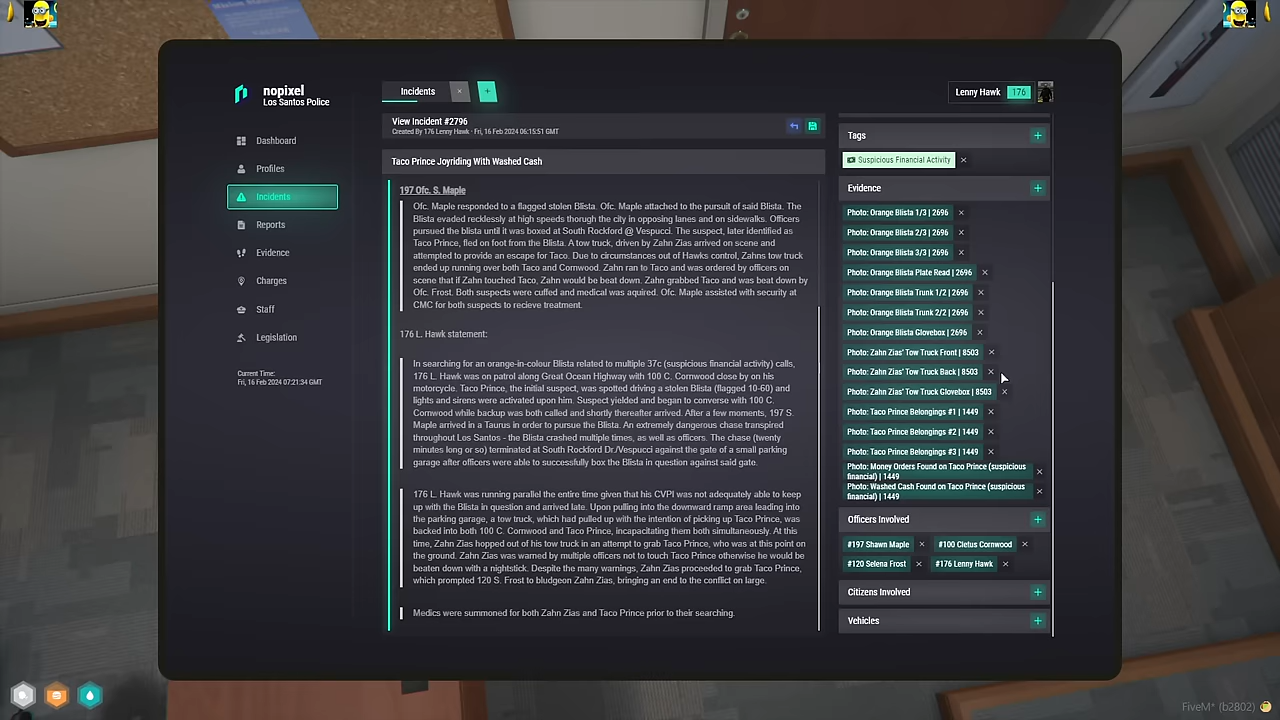 nopixel
Los Santos Police
Dashboard
Profiles
Incidents
Reports
Evidence
Charges
Staff
Legislation
Current Time:
Fri, 16 Feb 2024 07:21:34 GMT
Incidents
Lenny Hawk 176
View Incident #2796
Created By 176 Lenny Hawk · Fri, 16 Feb 2024 06:15:51 GMT
Taco Prince Joyriding With Washed Cash
197 Ofc. S. Maple
Ofc. Maple responded to a flagged stolen Blista. Ofc. Maple attached to the pursuit of said Blista. The
Blista evaded recklessly at high speeds thorugh the city in opposing lanes and on sidewalks. Officers
pursued the blista until it was boxed at South Rockford @ Vespucci. The suspect, later identified as
Taco Prince, fled on foot from the Blista. A tow truck, driven by Zahn Zias arrived on scene and
attempted to provide an escape for Taco. Due to circumstances out of Hawks control, Zahns tow truck
ended up running over both Taco and Cornwood. Zahn ran to Taco and was ordered by officers on
scene that if Zahn touched Taco, Zahn would be beat down. Zahn grabbed Taco and was beat down by
Ofc. Frost. Both suspects were cuffed and medical was aquired. Ofc. Maple assisted with security at
CMC for both suspects to recieve treatment.
176 L. Hawk statement:
In searching for an orange-in-colour Blista related to multiple 37c (suspicious financial activity) calls,
176 L. Hawk was on patrol along Great Ocean Highway with 100 C. Cornwood close by on his
motorcycle. Taco Prince, the initial suspect, was spotted driving a stolen Blista (flagged 10-60) and
lights and sirens were activated upon him. Suspect yielded and began to converse with 100 C.
Cornwood while backup was both called and shortly thereafter arrived. After a few moments, 197 S.
Maple arrived in a Taurus in order to pursue the Blista. An extremely dangerous chase transpired
throughout Los Santos - the Blista crashed multiple times, as well as officers. The chase (twenty
minutes long or so) terminated at South Rockford Dr./Vespucci against the gate of a small parking
garage after officers were able to successfully box the Blista in question against said gate.
176 L. Hawk was running parallel the entire time given that his CVPI was not adequately able to keep
up with the Blista in question and arrived late. Upon pulling into the downward ramp area leading into
the parking garage, a tow truck, which had pulled up with the intention of picking up Taco Prince, was
backed into both 100 C. Cornwood and Taco Prince, incapacitating them both simultaneously. At this
time, Zahn Zias hopped out of his tow truck in an attempt to grab Taco Prince, who was at this point on
the ground. Zahn Zias was warned by multiple officers not to touch Taco Prince otherwise he would be
beaten down with a nightstick. Despite the many warnings, Zahn Zias proceeded to grab Taco Prince,
which prompted 120 S. Frost to bludgeon Zahn Zias, bringing an end to the conflict on large.
Medics were summoned for both Zahn Zias and Taco Prince prior to their searching.
Tags
Suspicious Financial Activity
Evidence
Photo: Orange Blista 1/3 | 2696
Photo: Orange Blista 2/3 | 2696
Photo: Orange Blista 3/3 | 2696
Photo: Orange Blista Plate Read | 2696
Photo: Orange Blista Trunk 1/2 | 2696
Photo: Orange Blista Trunk 2/2 | 2696
Photo: Orange Blista Glovebox | 2696
Photo: Zahn Zias' Tow Truck Front | 8503
Photo: Zahn Zias' Tow Truck Back | 8503
Photo: Zahn Zias' Tow Truck Glovebox | 8503
Photo: Taco Prince Belongings #1 | 1449
Photo: Taco Prince Belongings #2 | 1449
Photo: Taco Prince Belongings #3 | 1449
Photo: Money Orders Found on Taco Prince (suspicious
financial) | 1449
Photo: Washed Cash Found on Taco Prince (suspicious
financial) | 1449
Officers Involved
#197 Shawn Maple #100 Cletus Cornwood
#120 Selena Frost #176 Lenny Hawk
Citizens Involved
Vehicles
FiveM* (b2802)